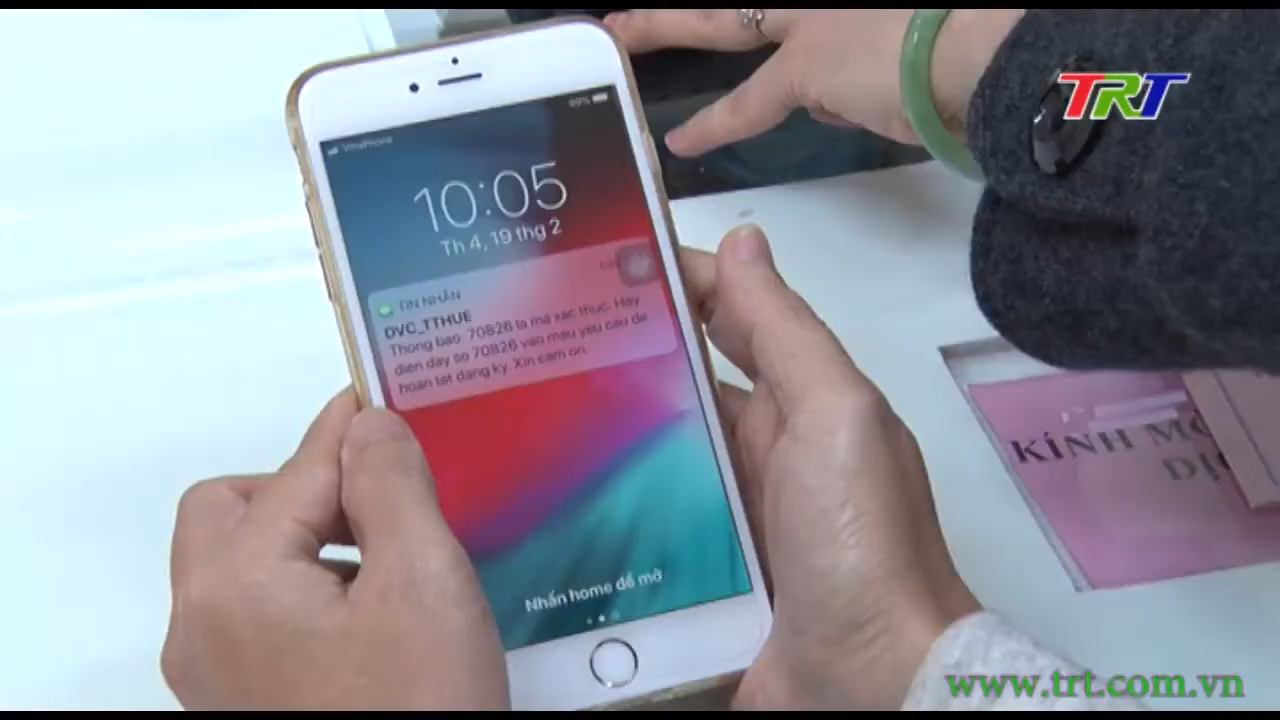 TRT
VinaPhone
89%
10:05
Th 4, 19 thg 2
TIN NHẮN
DVC_TTHUE
Thong bao: 70826 la ma xac thuc. Hay
dien day so 70826 vao mau yeu cau de
hoan tat dang ky. Xin cam on.
Nhấn home để mở
KÍNH MỜ
DỊC
www.trt.com.vn